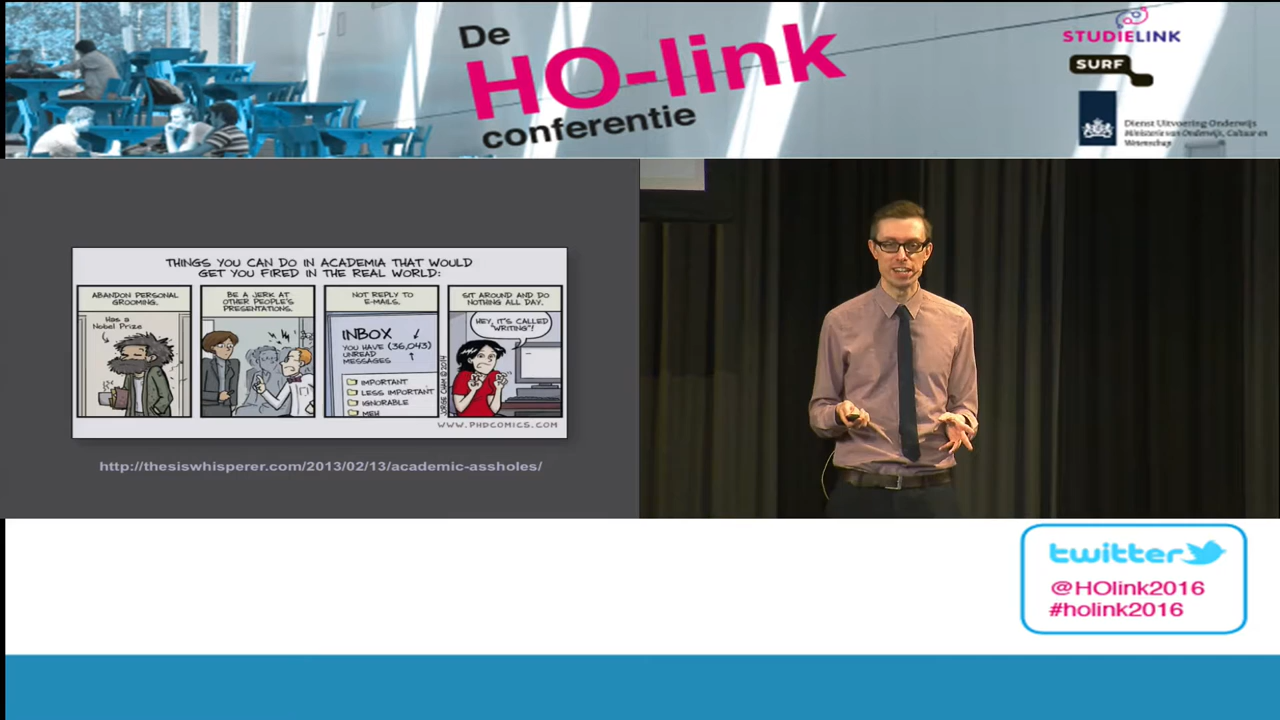 De
HO-link
conferentie
STUDIELINK
SURF
Dienst Uitvoering Onderwijs
Ministerie van Onderwijs, Cultuur en
Wetenschap
THINGS YOU CAN DO IN ACADEMIA THAT WOULD
GET YOU FIRED IN THE REAL WORLD:
ABANDON PERSONAL
GROOMING.
Has a
Nobel Prize
BE A JERK AT
OTHER PEOPLE'S
PRESENTATIONS.
NOT REPLY TO
E-MAILS.
INBOX
YOU HAVE (36,043)
UNREAD
MESSAGES
IMPORTANT
LESS IMPORTANT
IGNORABLE
MEH
JORGE CHAM © 2014
SIT AROUND AND DO
NOTHING ALL DAY.
HEY, IT'S CALLED
"WRITING"!
WWW.PHDCOMICS.COM
http://thesiswhisperer.com/2013/02/13/academic-assholes/
twitter
@HOlink2016
#holink2016